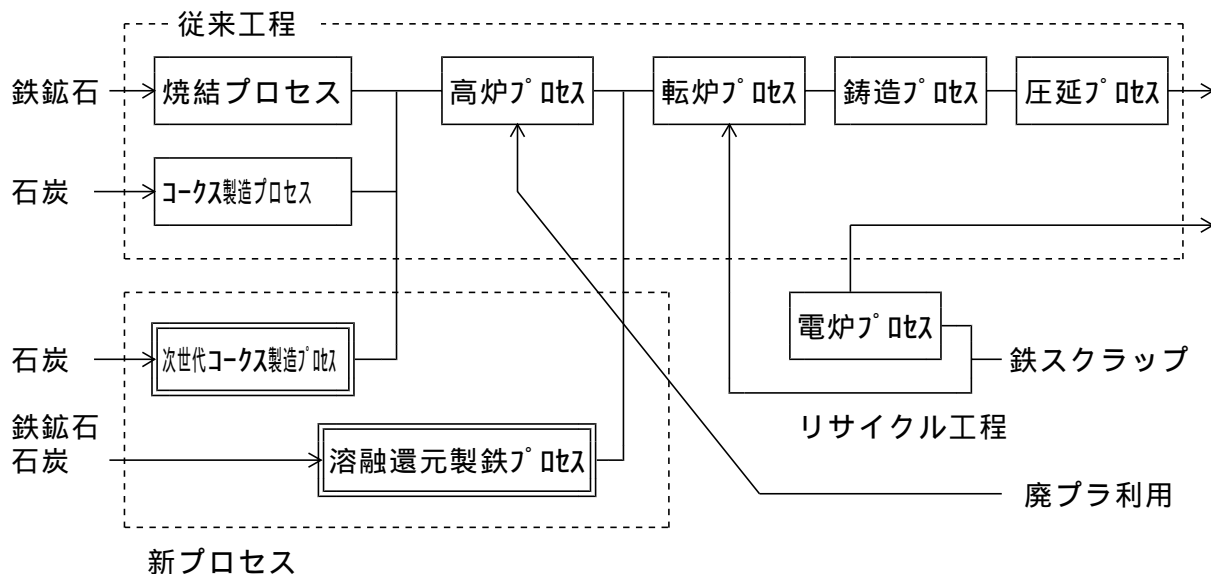 従来工程
鉄鉱石
焼結プロセス
高炉プロセス
転炉プロセス
鋳造プロセス
圧延プロセス
石炭
コークス製造プロセス
電炉プロセス
石炭
次世代コークス製造プロセス
鉄スクラップ
鉄鉱石
石炭
溶融還元製鉄プロセス
リサイクル工程
廃プラ利用
新プロセス